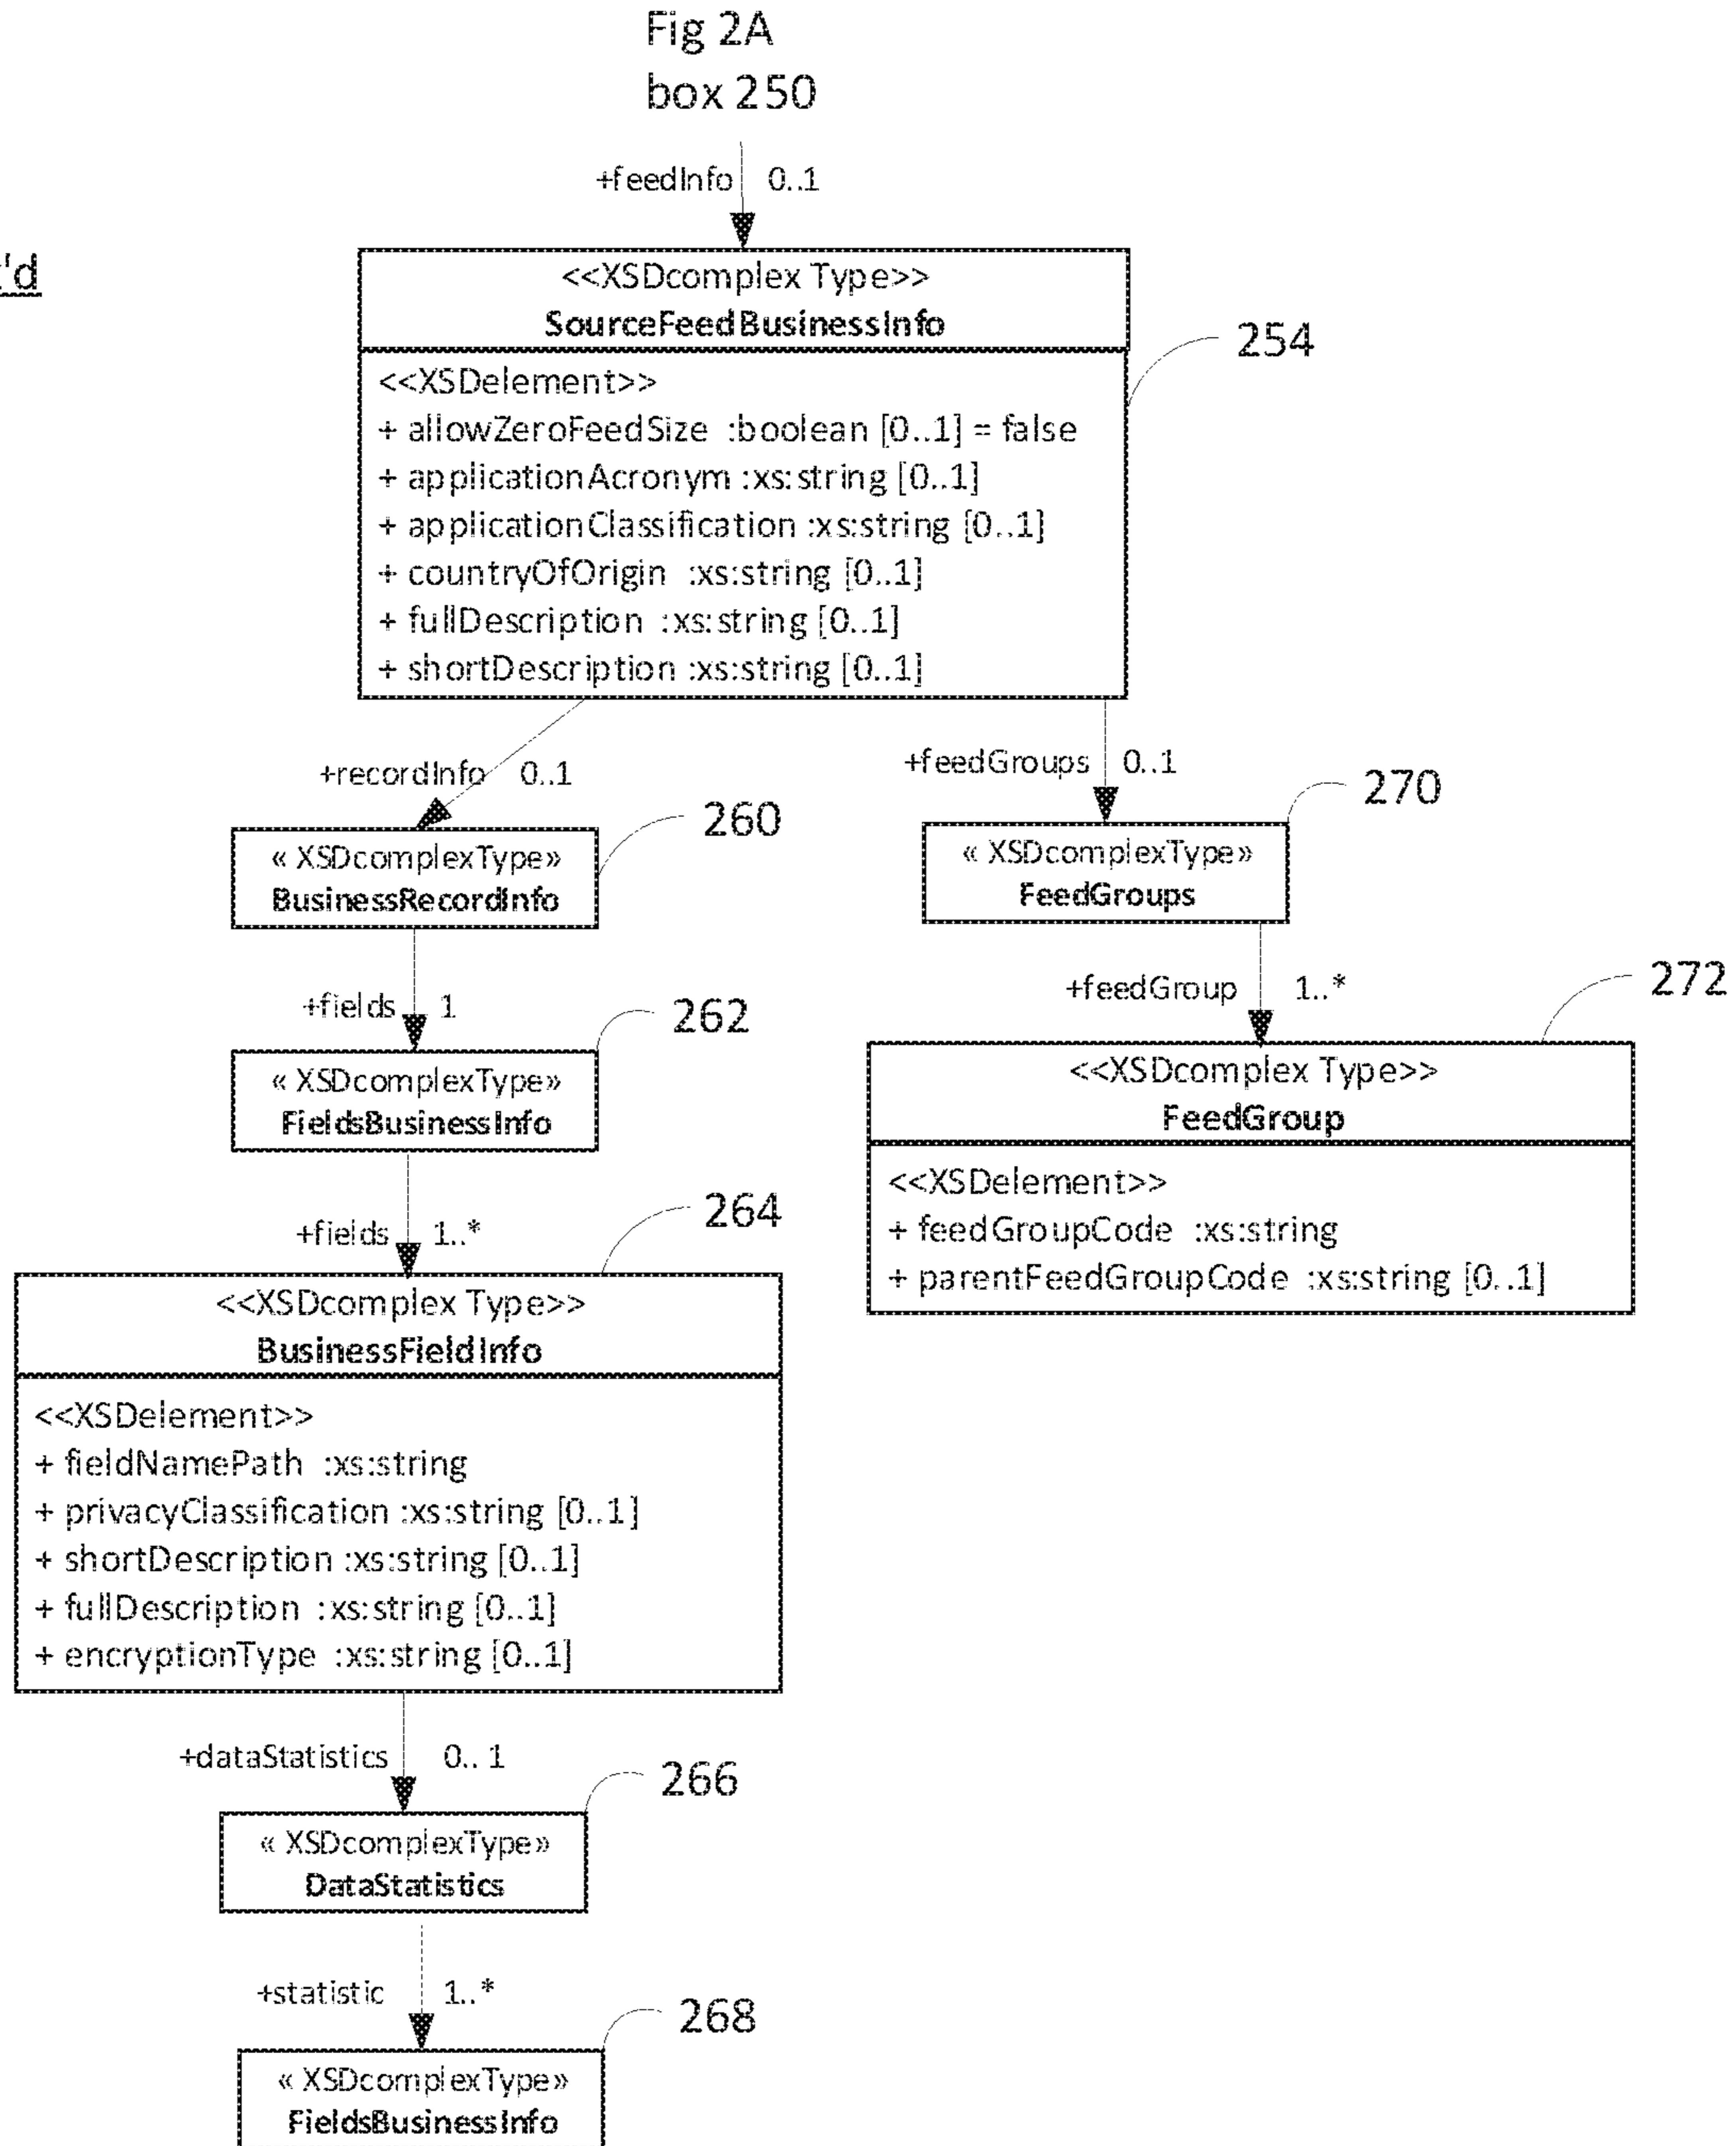 Fig 2A
box 250
+feedInfo 0..1
'd
<<XSDcomplex Type>>
SourceFeedBusinessInfo
254
<<XSDelement>>
+ allowZeroFeedSize :boolean [0..1] = false
+ applicationAcronym :xs:string [0..1]
+ applicationClassification :xs:string [0..1]
+ countryOfOrigin :xs:string [0..1]
+ fullDescription :xs:string [0..1]
+ shortDescription :xs:string [0..1]
+recordInfo 0..1
260
« XSDcomplexType»
BusinessRecordInfo
+fields 1
262
« XSDcomplexType»
FieldsBusinessInfo
+fields 1..*
264
<<XSDcomplex Type>>
BusinessFieldInfo
<<XSDelement>>
+ fieldNamePath :xs:string
+ privacyClassification :xs:string [0..1]
+ shortDescription :xs:string [0..1]
+ fullDescription :xs:string [0..1]
+ encryptionType :xs:string [0..1]
+dataStatistics 0.. 1
266
« XSDcomplexType»
DataStatistics
+statistic 1..*
268
« XSDcomplexType»
FieldsBusinessInfo
+feedGroups 0..1
270
« XSDcomplexType»
FeedGroups
+feedGroup 1..*
272
<<XSDcomplex Type>>
FeedGroup
<<XSDelement>>
+ feedGroupCode :xs:string
+ parentFeedGroupCode :xs:string [0..1]